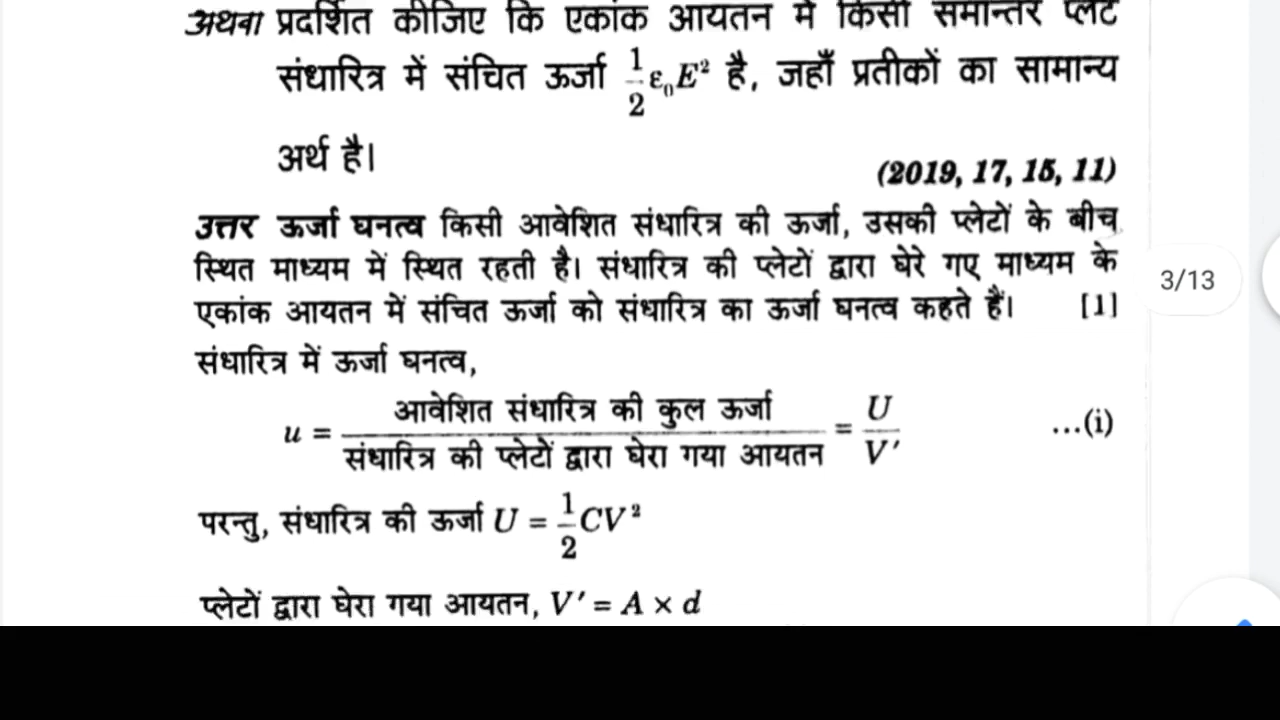 अथवा प्रदर्शित कीजिए कि एकांक आयतन में किसी समान्तर प्लेट
संधारित्र में संचित ऊर्जा 1/2 ε₀E² है, जहाँ प्रतीकों का सामान्य
अर्थ है।
(2019, 17, 15, 11)
उत्तर ऊर्जा घनत्व किसी आवेशित संधारित्र की ऊर्जा, उसकी प्लेटों के बीच
स्थित माध्यम में स्थित रहती है। संधारित्र की प्लेटों द्वारा घेरे गए माध्यम के
एकांक आयतन में संचित ऊर्जा को संधारित्र का ऊर्जा घनत्व कहते हैं। [1]
3/13
संधारित्र में ऊर्जा घनत्व,
u = आवेशित संधारित्र की कुल ऊर्जा / संधारित्र की प्लेटों द्वारा घेरा गया आयतन = U/V′ ...(i)
परन्तु, संधारित्र की ऊर्जा U = 1/2 CV²
प्लेटों द्वारा घेरा गया आयतन, V′ = A × d